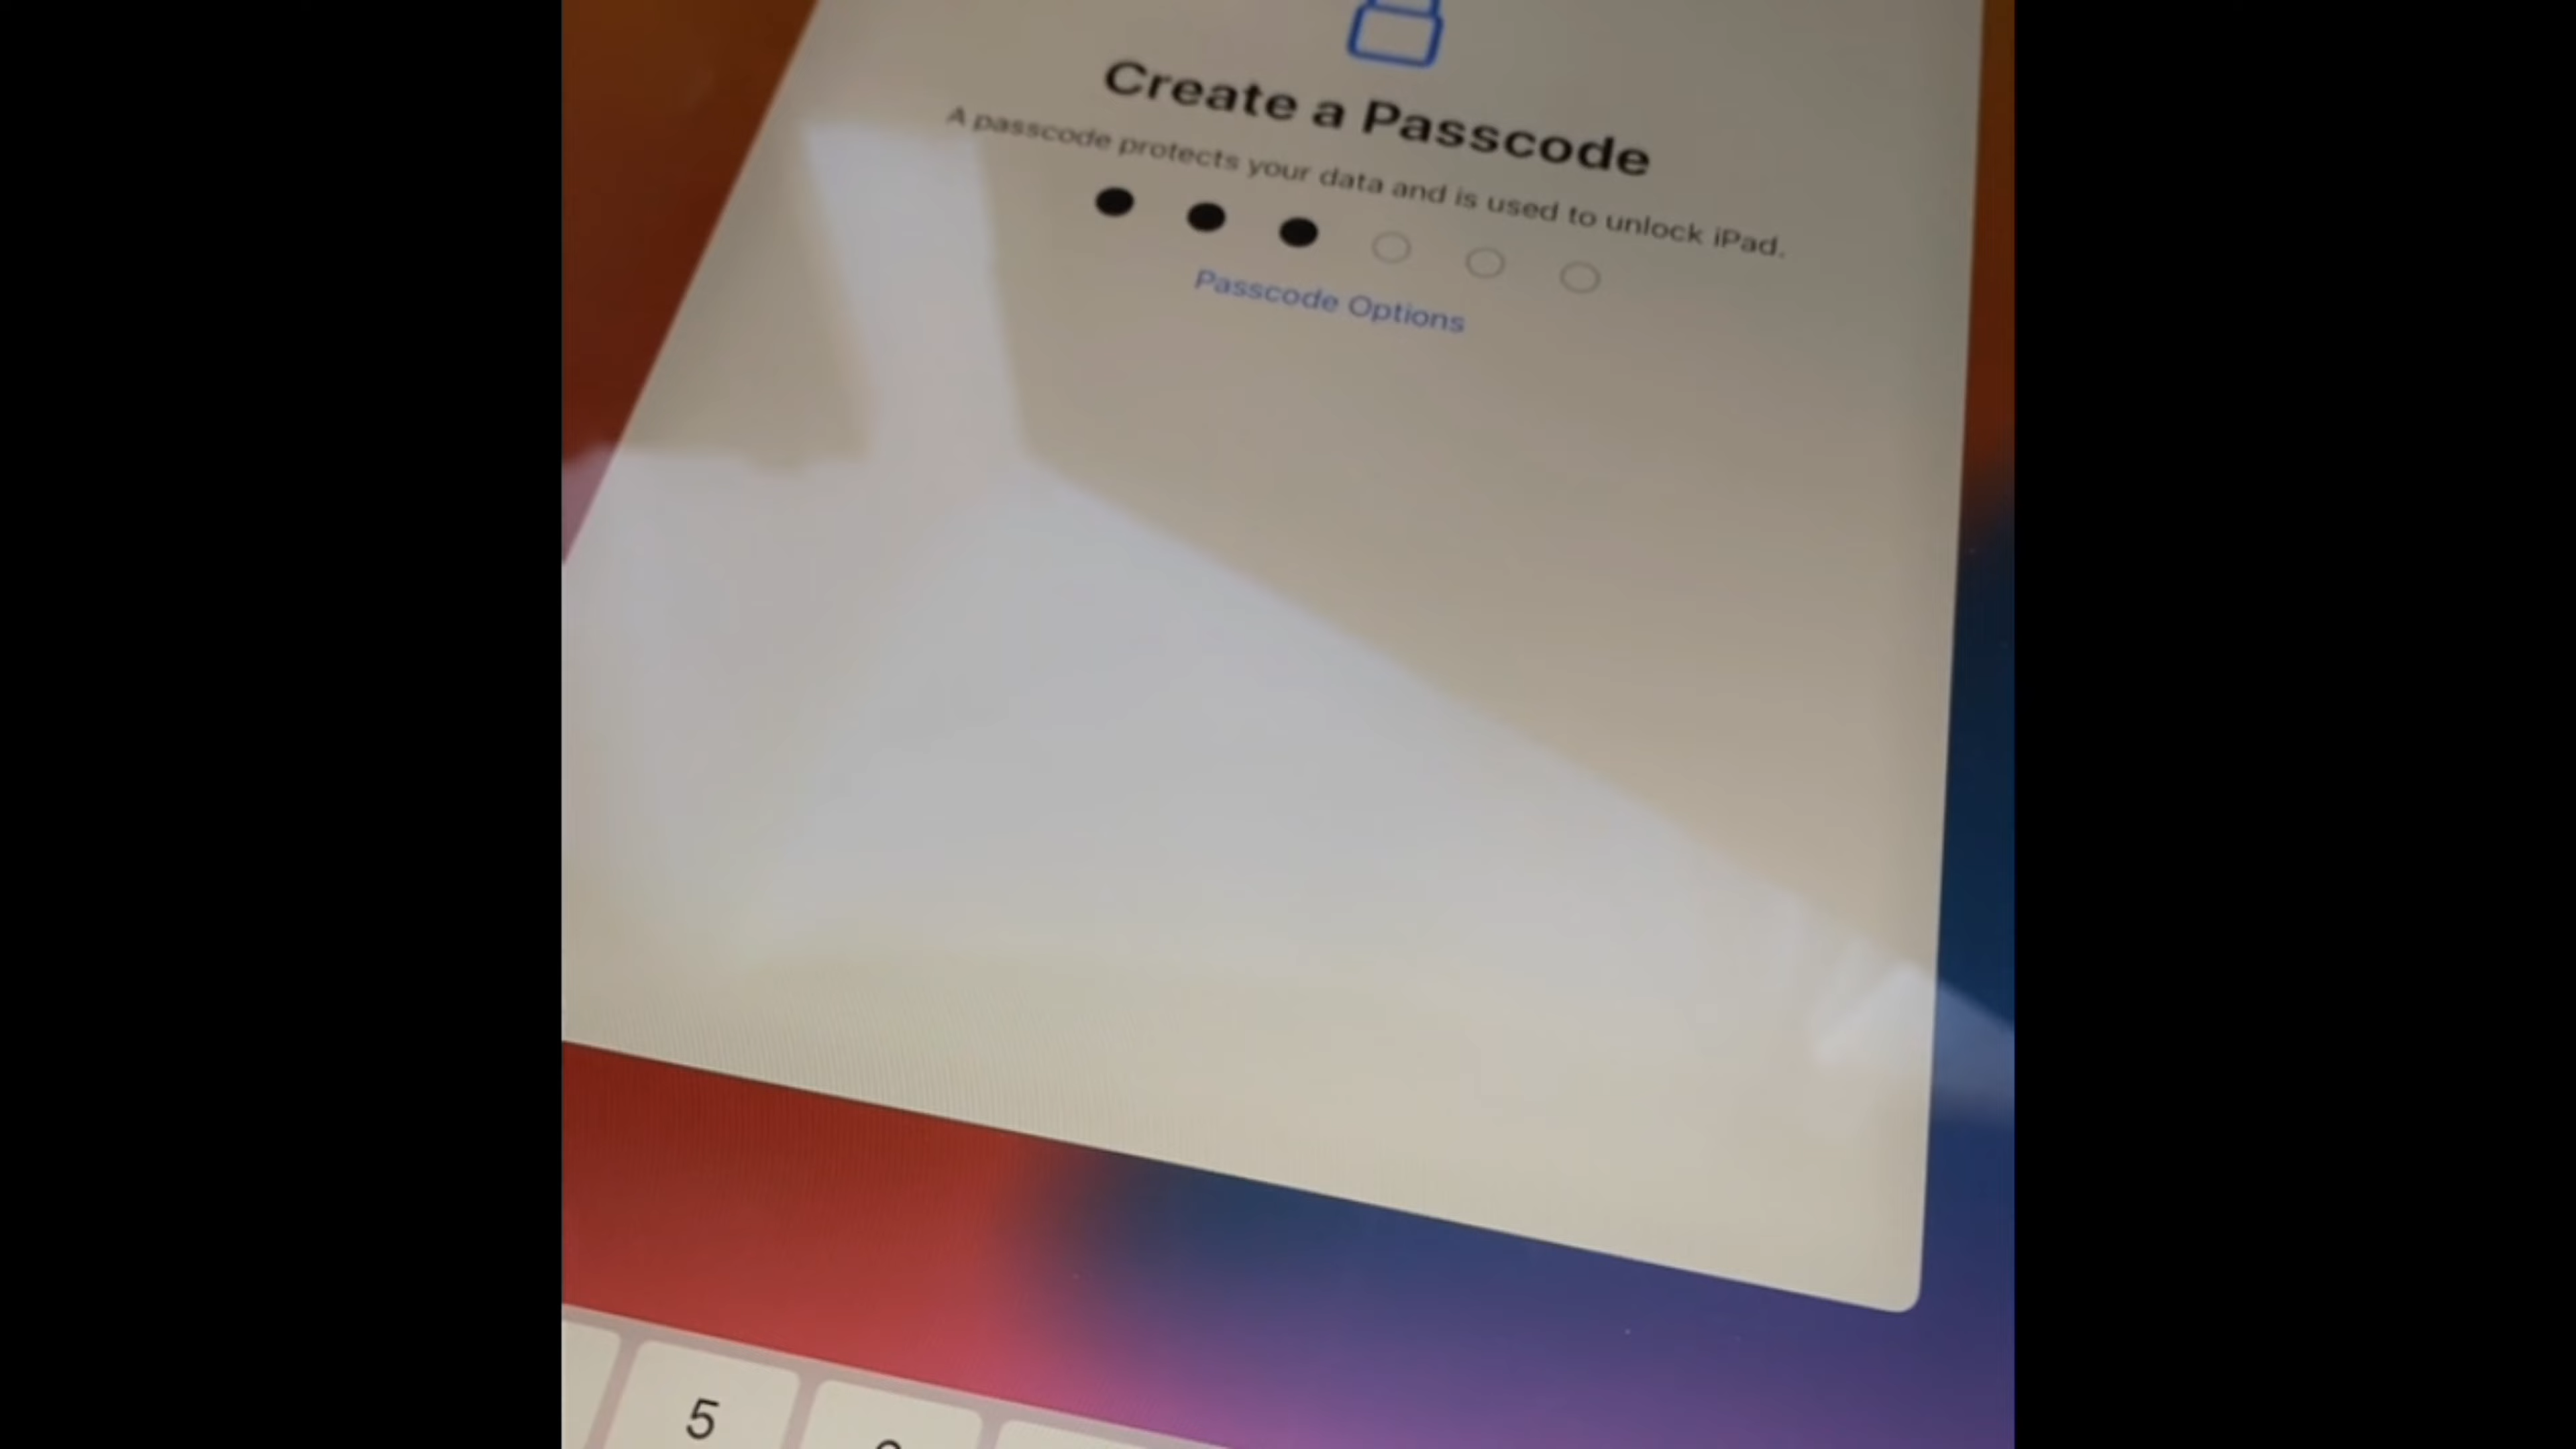 Create a Passcode
A passcode protects your data and is used to unlock iPad.
Passcode Options
5